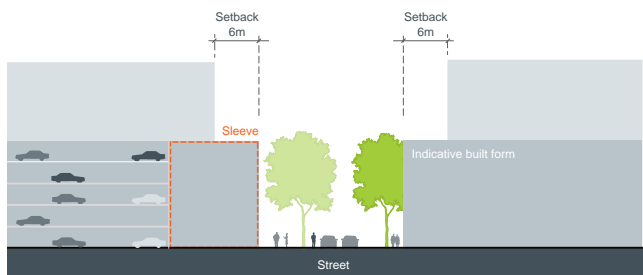 Setback
6m
Setback
6m
Sleeve
Indicative built form
Street